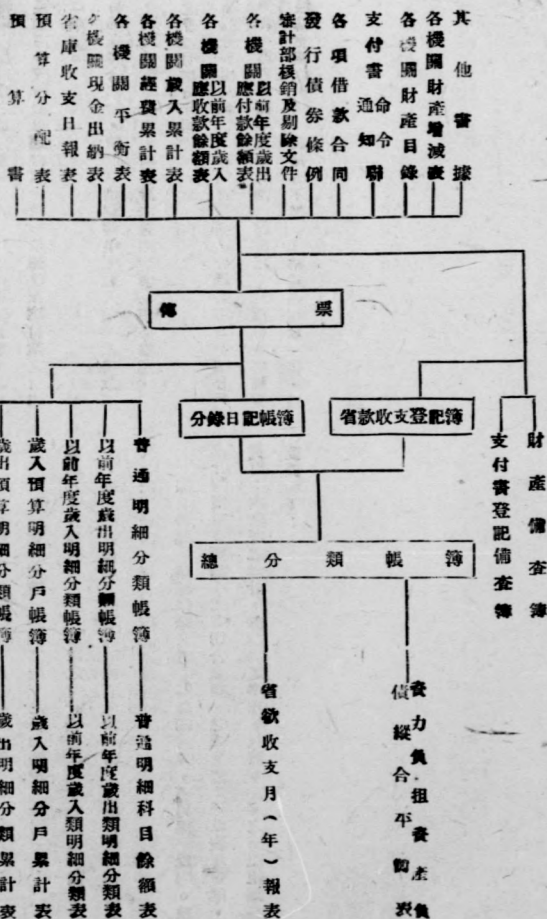 其他書據
各機關財產增減表
各機關財產目錄
支付書命令通知聯
各項借款合同
發行債券條例
審計部核銷及剔除文件
各機關以前年度歲出應付款餘額表
各機關以前年度歲入應收款餘額表
各機關歲入累計表
各機關經費累計表
各機關平衡表
各機關現金出納表
省庫收支日報表
預算分配表
預算書
傳票
財產備查簿
支付書登記備查簿
省款收支登記簿
分錄日記帳簿
總分類帳簿
資力負担資產負債縱合平衡表
省欵收支月(年)報表
普通明細分類帳簿
以前年度歲出明細分類帳簿
以前年度歲入明細分類帳簿
歲入預算明細分戶帳簿
歲出預算明細分類帳簿
普通明細科目餘額表
以前年度歲出類明細分類表
以前年度歲入類明細分類表
歲入明細分戶累計表
歲出明細分類累計表